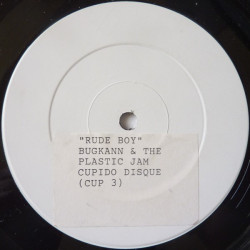 "RUDE BOY"
BUGKANN & THE
PLASTIC JAM
CUPIDO DISQUE
(CUP 3)